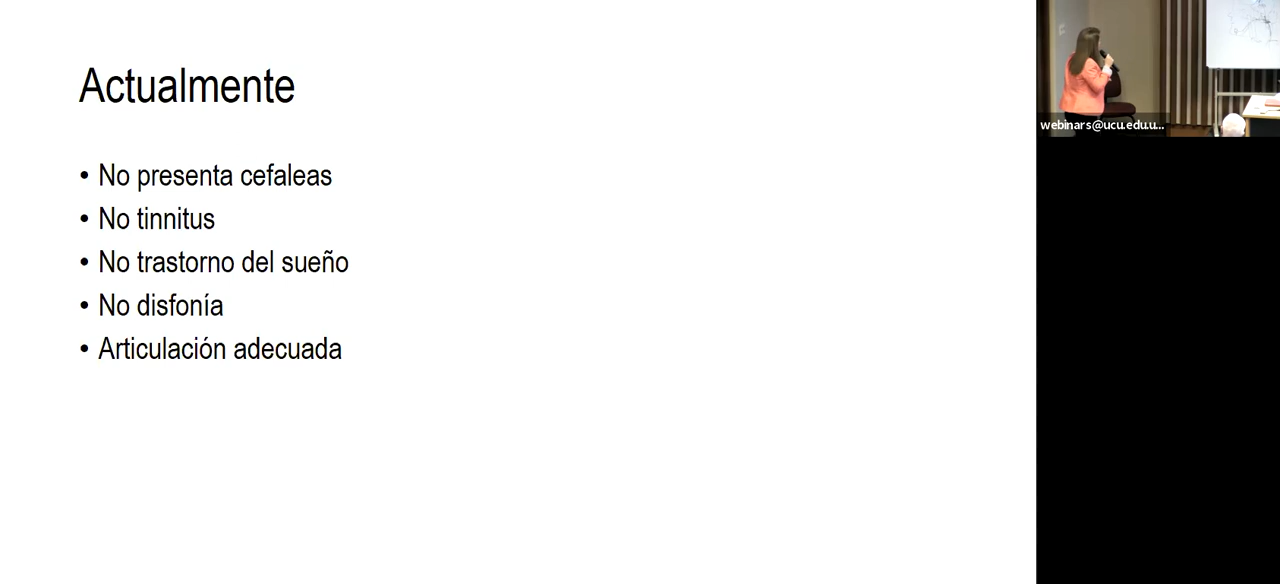 Actualmente
• No presenta cefaleas
• No tinnitus
• No trastorno del sueño
• No disfonía
• Articulación adecuada
webinars@ucu.edu.u...